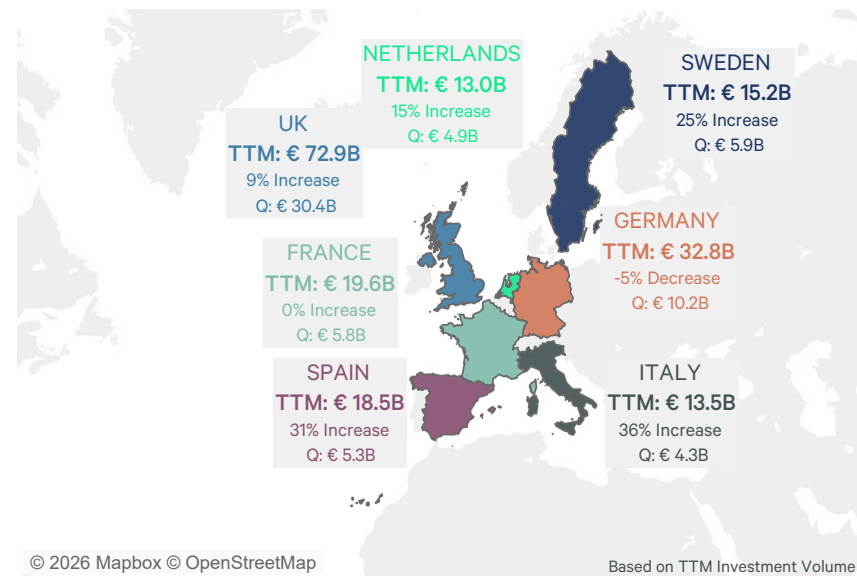 NETHERLANDS
TTM: € 13.0B
15% Increase
Q: € 4.9B
SWEDEN
TTM: € 15.2B
25% Increase
Q: € 5.9B
UK
TTM: € 72.9B
9% Increase
Q: € 30.4B
GERMANY
TTM: € 32.8B
-5% Decrease
Q: € 10.2B
FRANCE
TTM: € 19.6B
0% Increase
Q: € 5.8B
SPAIN
TTM: € 18.5B
31% Increase
Q: € 5.3B
ITALY
TTM: € 13.5B
36% Increase
Q: € 4.3B
© 2026 Mapbox © OpenStreetMap
Based on TTM Investment Volume